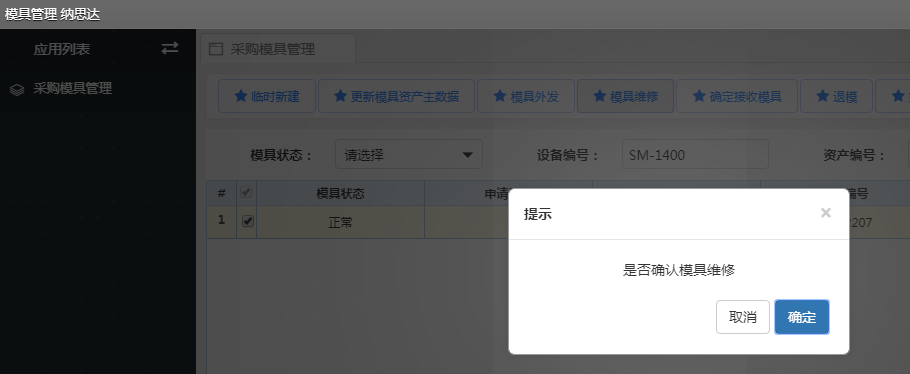 模具管理 纳思达
应用列表
采购模具管理
采购模具管理
临时新建 更新模具资产主数据 模具外发 模具维修 确定接收模具 退模
模具状态： 请选择 设备编号： SM-1400 资产编号：
# 模具状态 申请 编号
1 正常 207
提示 ×
是否确认模具维修
取消 确定